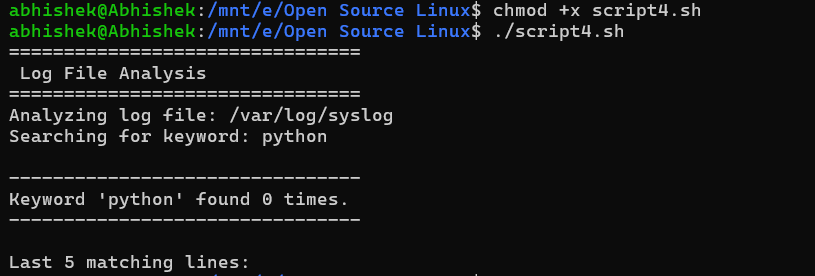 abhishek@Abhishek:/mnt/e/Open Source Linux$ chmod +x script4.sh
abhishek@Abhishek:/mnt/e/Open Source Linux$ ./script4.sh
================================
 Log File Analysis
================================
Analyzing log file: /var/log/syslog
Searching for keyword: python

--------------------------------
Keyword 'python' found 0 times.
--------------------------------

Last 5 matching lines: